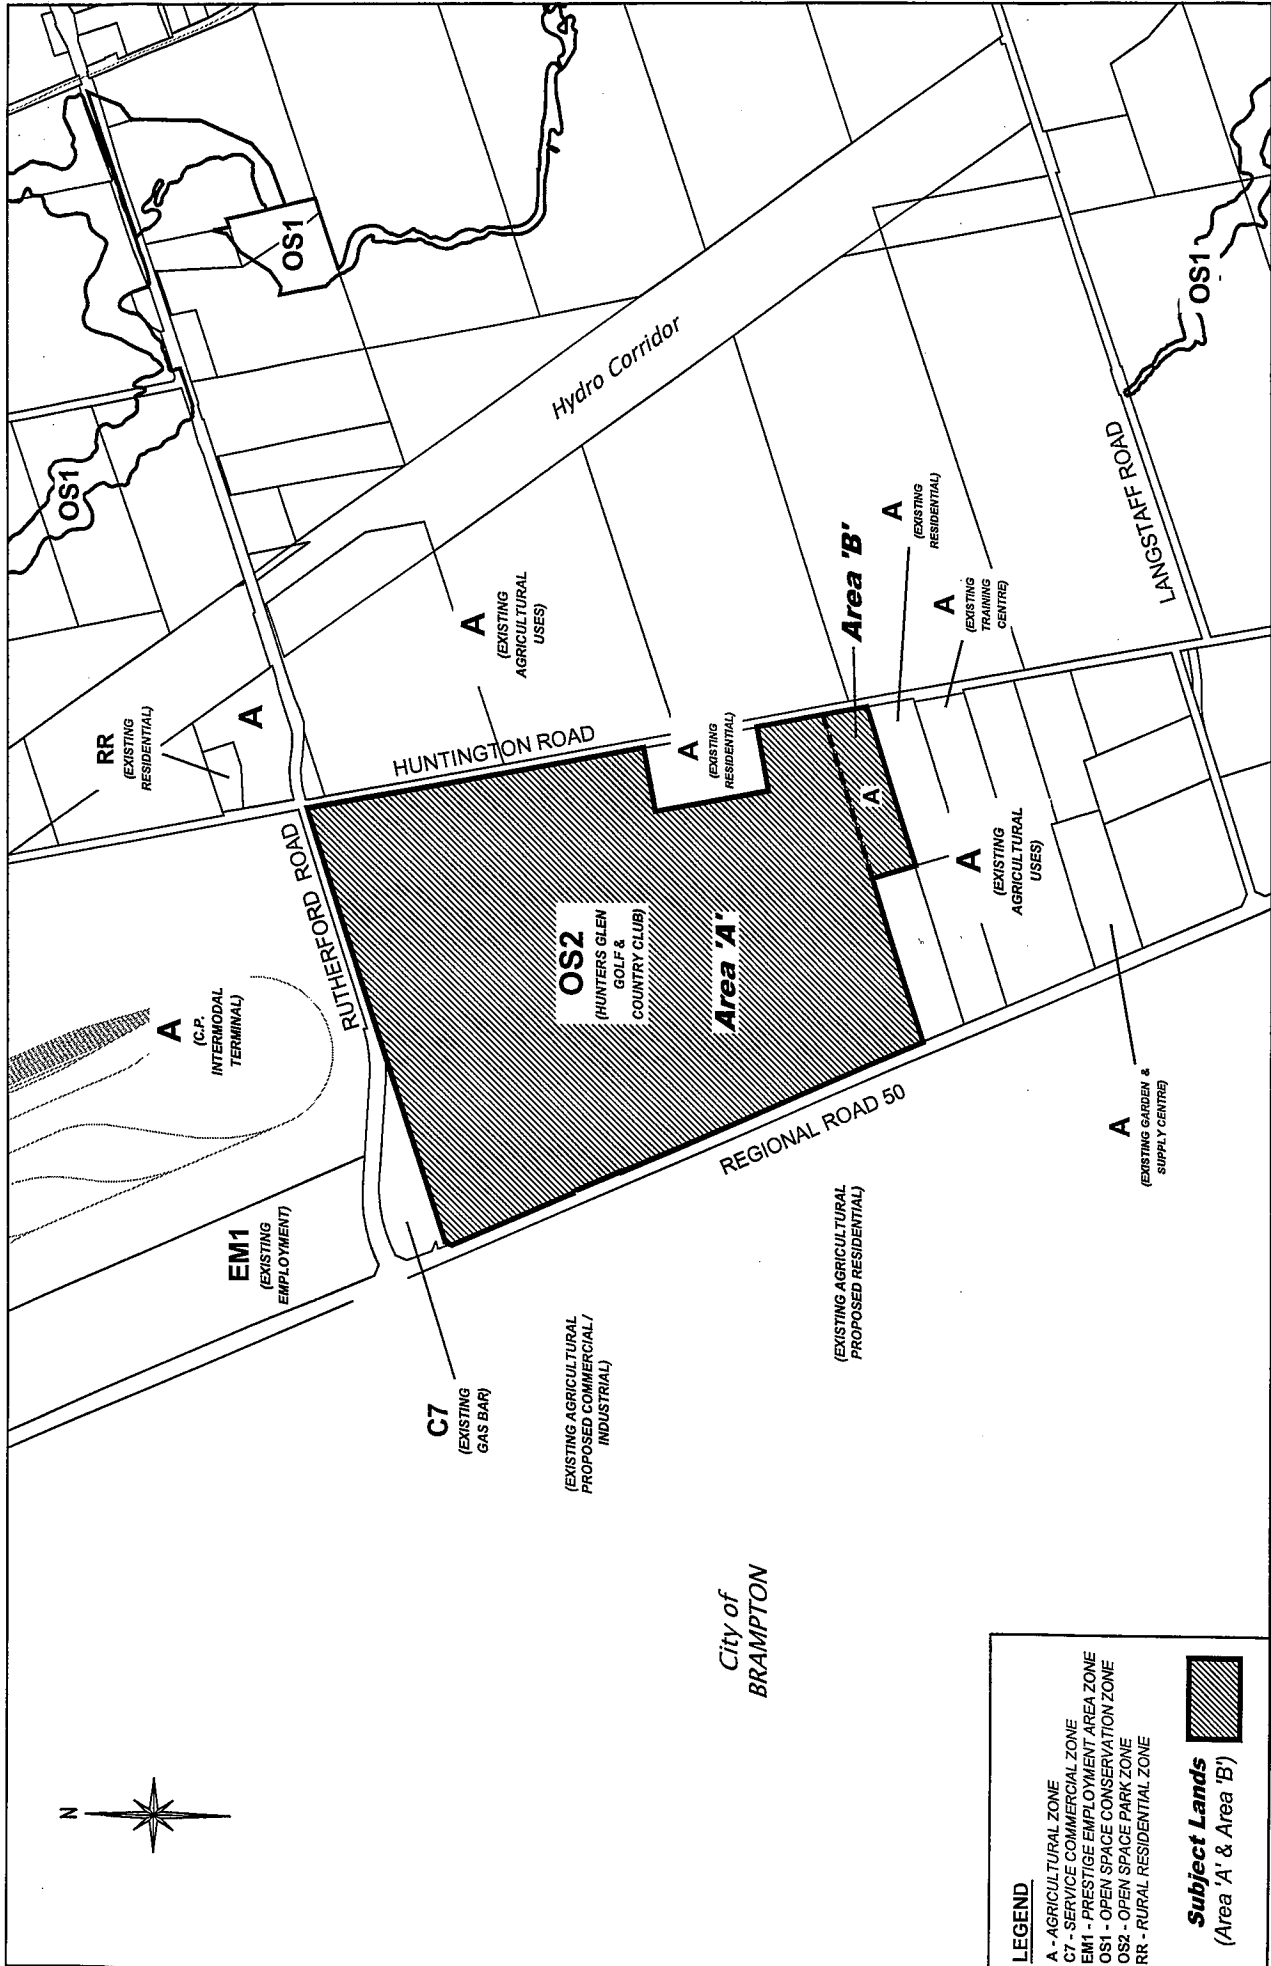 N
OS1
OS1
OS1
RR
(EXISTING
RESIDENTIAL)
A
A
(C.P.
INTERMODAL
TERMINAL)
EM1
(EXISTING
EMPLOYMENT)
RUTHERFORD ROAD
HUNTINGTON ROAD
Hydro Corridor
A
(EXISTING
AGRICULTURAL
USES)
C7
(EXISTING
GAS BAR)
OS2
(HUNTERS GLEN
GOLF &
COUNTRY CLUB)
Area 'A'
A
(EXISTING
RESIDENTIAL)
(EXISTING AGRICULTURAL
PROPOSED COMMERCIAL /
INDUSTRIAL)
City of
BRAMPTON
REGIONAL ROAD 50
(EXISTING AGRICULTURAL
PROPOSED RESIDENTIAL)
A
Area 'B'
A
(EXISTING
RESIDENTIAL)
A
(EXISTING
TRAINING
CENTRE)
A
(EXISTING
AGRICULTURAL
USES)
A
(EXISTING GARDEN &
SUPPLY CENTRE)
LANGSTAFF ROAD
LEGEND
A - AGRICULTURAL ZONE
C7 - SERVICE COMMERCIAL ZONE
EM1 - PRESTIGE EMPLOYMENT AREA ZONE
OS1 - OPEN SPACE CONSERVATION ZONE
OS2 - OPEN SPACE PARK ZONE
RR - RURAL RESIDENTIAL ZONE
Subject Lands
(Area 'A' & Area 'B')